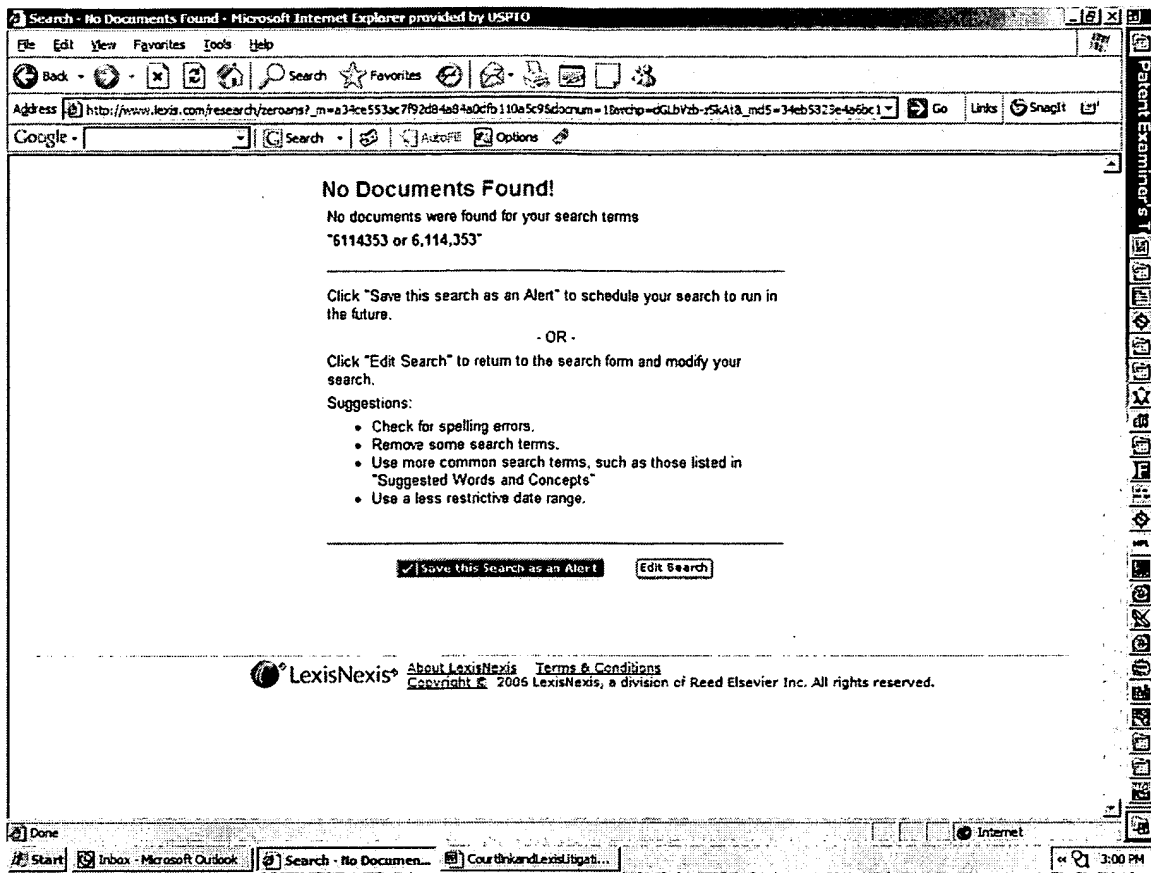 Search - No Documents Found - Microsoft Internet Explorer provided by USPTO
File Edit View Favorites Tools Help
Back Search Favorites
Address Go Links SnagIt
Google - Search AutoFill Options
Patent Examiner's T
No Documents Found!
No documents were found for your search terms
"6114353 or 6,114,353"
Click "Save this search as an Alert" to schedule your search to run in
the future.
- OR -
Click "Edit Search" to return to the search form and modify your
search.
Suggestions:
• Check for spelling errors.
• Remove some search terms.
• Use more common search terms, such as those listed in
"Suggested Words and Concepts"
• Use a less restrictive date range.
Save this Search as an Alert Edit Search
LexisNexis About LexisNexis Terms & Conditions
Copyright © 2006 LexisNexis, a division of Reed Elsevier Inc. All rights reserved.
Done Internet
Start Inbox - Microsoft Outlook Search - No Documen... CourtlinkandLexisLitigati... 3:00 PM